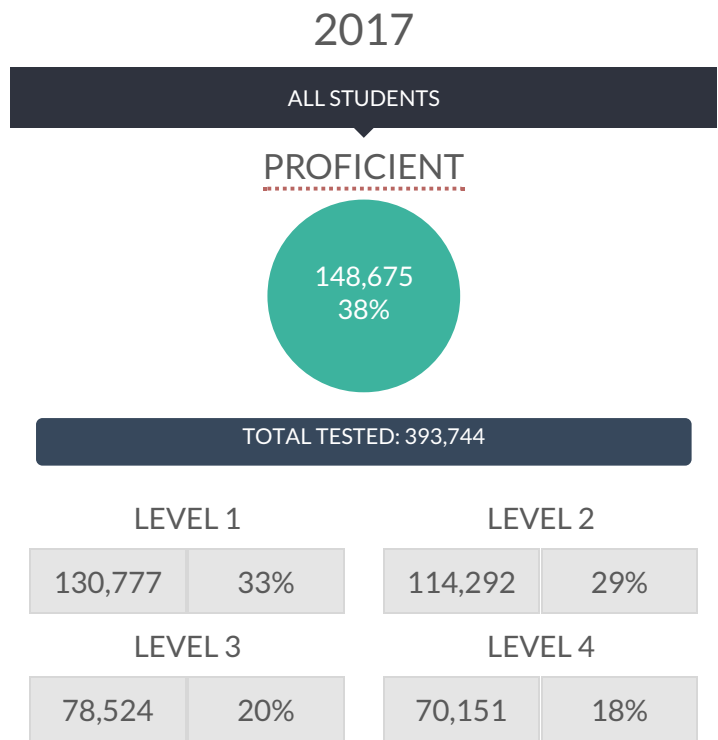 2017
ALL STUDENTS
PROFICIENT
148,675
38%
TOTAL TESTED: 393,744
LEVEL 1 LEVEL 2
130,777 33% 114,292 29%
LEVEL 3 LEVEL 4
78,524 20% 70,151 18%